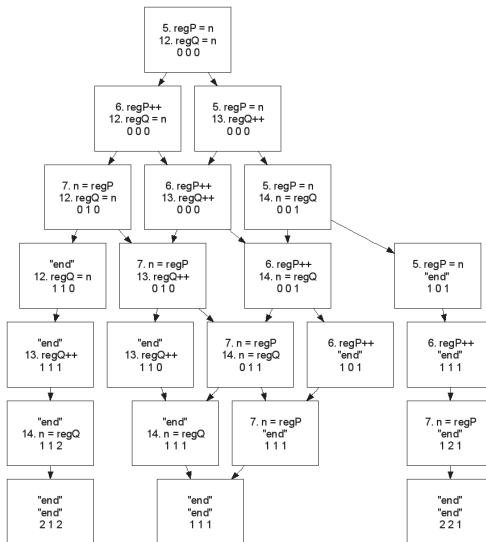 5. regP = n
12. regQ = n
0 0 0
6. regP++
12. regQ = n
0 0 0
5. regP = n
13. regQ++
0 0 0
7. n = regP
12. regQ = n
0 1 0
6. regP++
13. regQ++
0 0 0
5. regP = n
14. n = regQ
0 0 1
"end"
12. regQ = n
1 1 0
7. n = regP
13. regQ++
0 1 0
6. regP++
14. n = regQ
0 0 1
5. regP = n
"end"
1 0 1
"end"
13. regQ++
1 1 1
"end"
13. regQ++
1 1 0
7. n = regP
14. n = regQ
0 1 1
6. regP++
"end"
1 0 1
6. regP++
"end"
1 1 1
"end"
14. n = regQ
1 1 2
"end"
14. n = regQ
1 1 1
7. n = regP
"end"
1 1 1
7. n = regP
"end"
1 2 1
"end"
"end"
2 1 2
"end"
"end"
1 1 1
"end"
"end"
2 2 1